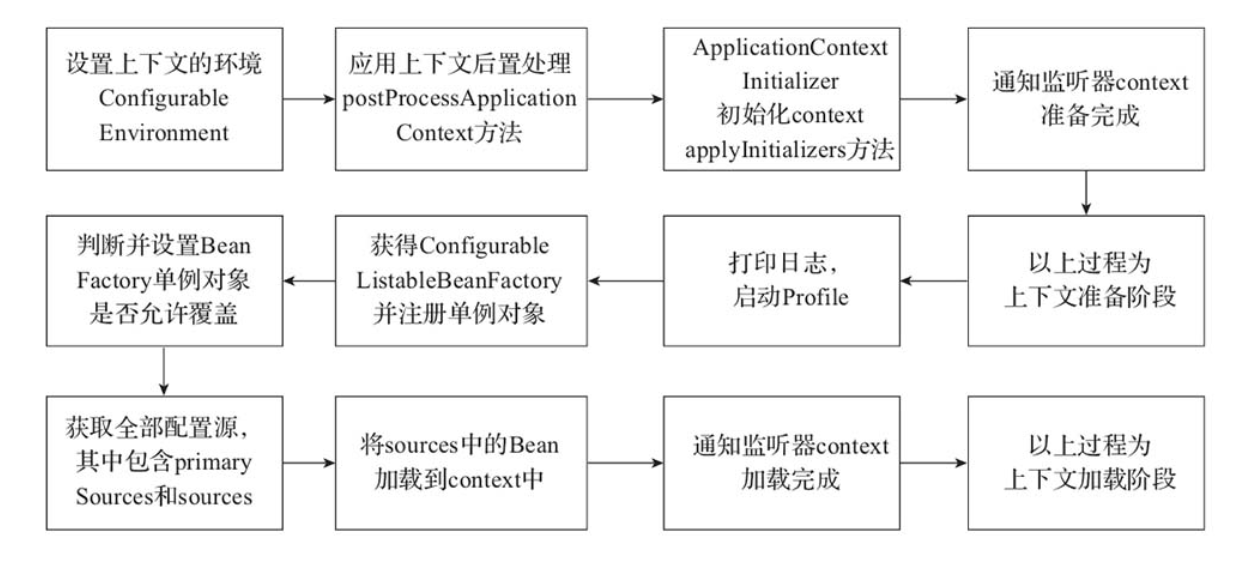 设置上下文的环境
Configurable
Environment
应用上下文后置处理
postProcessApplication
Context方法
ApplicationContext
Initializer
初始化context
applyInitializers方法
通知监听器context
准备完成
以上过程为
上下文准备阶段
打印日志，
启动Profile
获得Configurable
ListableBeanFactory
并注册单例对象
判断并设置Bean
Factory单例对象
是否允许覆盖
获取全部配置源，
其中包含primary
Sources和sources
将sources中的Bean
加载到context中
通知监听器context
加载完成
以上过程为
上下文加载阶段